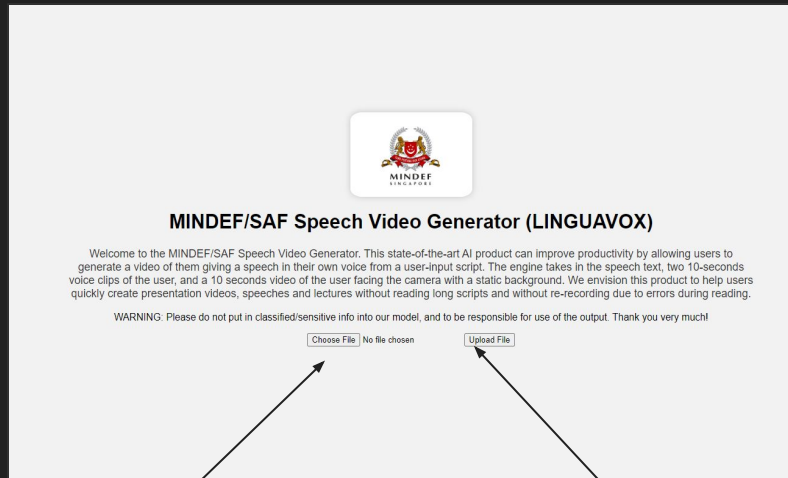 MINDEF
SINGAPORE
MINDEF/SAF Speech Video Generator (LINGUAVOX)
Welcome to the MINDEF/SAF Speech Video Generator. This state-of-the-art AI product can improve productivity by allowing users to
generate a video of them giving a speech in their own voice from a user-input script. The engine takes in the speech text, two 10-seconds
voice clips of the user, and a 10 seconds video of the user facing the camera with a static background. We envision this product to help users
quickly create presentation videos, speeches and lectures without reading long scripts and without re-recording due to errors during reading.
WARNING: Please do not put in classified/sensitive info into our model, and to be responsible for use of the output. Thank you very much!
Choose File No file chosen Upload File